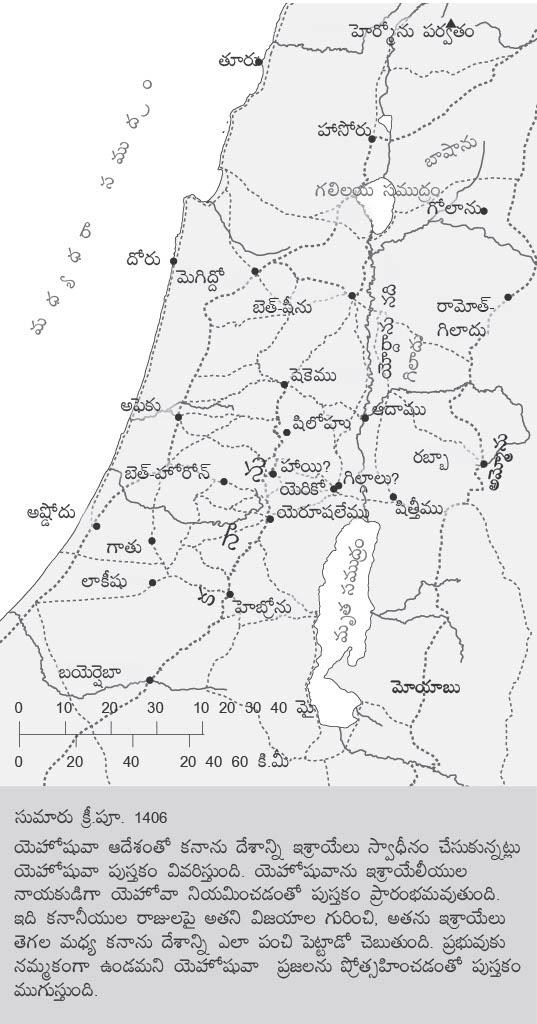 హెర్మోను పర్వతం
తూరు
హాసోరు
బాషాను
గలిలయ సముద్రం
గోలాను
దోరు
మెగిద్దో
బెత్-షీను
రామోత్-
గిలాదు
గిలాదు
షెకెము
అఫెకు
ఆదాము
షిలోహు
రబ్బా
హాయి?
బెత్-హోరోన్
యెరికో
గిలాలు?
షిత్తీము
అష్డోదు
యెరూషలేము
గాతు
లాకీషు
హెబ్రోను
మృత సముద్రం
బయెర్షెబా
మోయాబు
0 10 20 30 10 20 30 40 మై
0 20 40 20 40 60 కి.మీ
సుమారు క్రీ.పూ. 1406
యెహోషువా ఆదేశంతో కనాను దేశాన్ని ఇశ్రాయేలు స్వాధీనం చేసుకున్నట్లు
యెహోషువా పుస్తకం వివరిస్తుంది. యెహోషువాను ఇశ్రాయేలీయుల
నాయకుడిగా యెహోవా నియమించడంతో పుస్తకం ప్రారంభమవుతుంది.
ఇది కనానీయుల రాజులపై అతని విజయాల గురించి, అతను ఇశ్రాయేలు
తెగల మధ్య కనాను దేశాన్ని ఎలా పంచి పెట్టాడో చెబుతుంది. ప్రభువుకు
నమ్మకంగా ఉండమని యెహోషువా ప్రజలను ప్రోత్సహించడంతో పుస్తకం
ముగుస్తుంది.